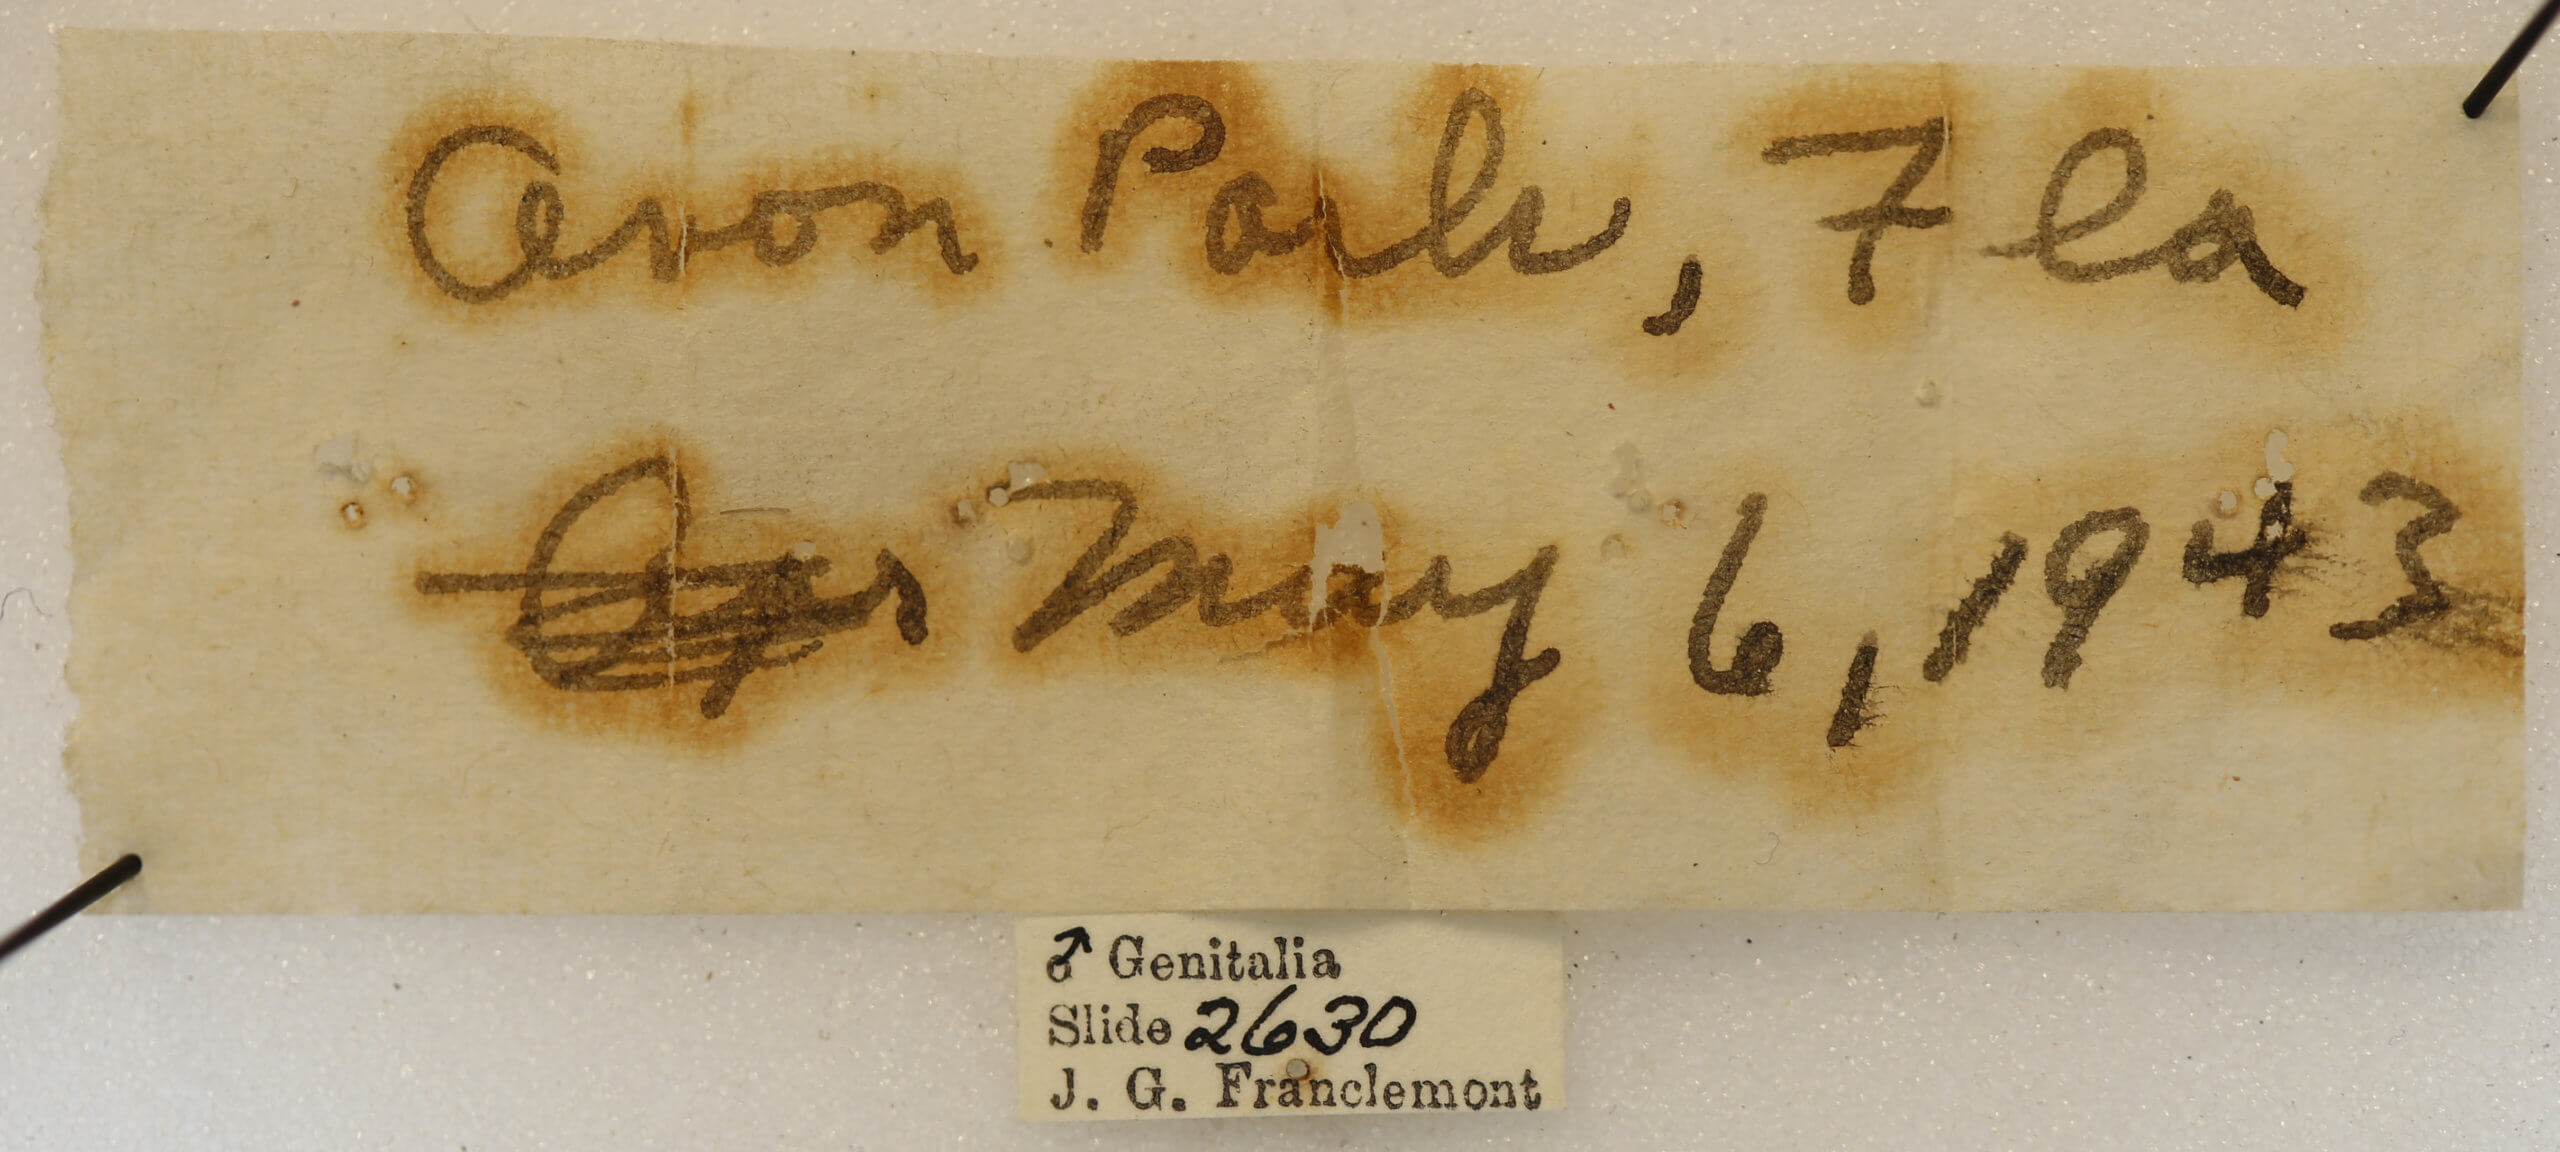 Avon Park, Fla
May 6, 1943
♂ Genitalia
Slide 2630
J. G. Franclemont